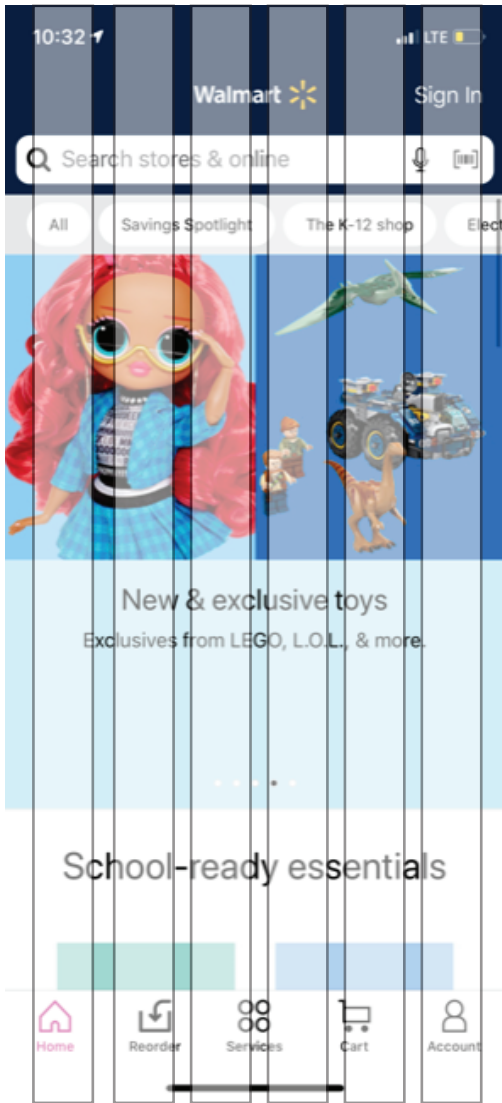 10:32 LTE
Walmart Sign In
Search stores & online
All Savings Spotlight The K-12 shop Elect
New & exclusive toys
Exclusives from LEGO, L.O.L., & more.
School-ready essentials
Home Reorder Services Cart Account